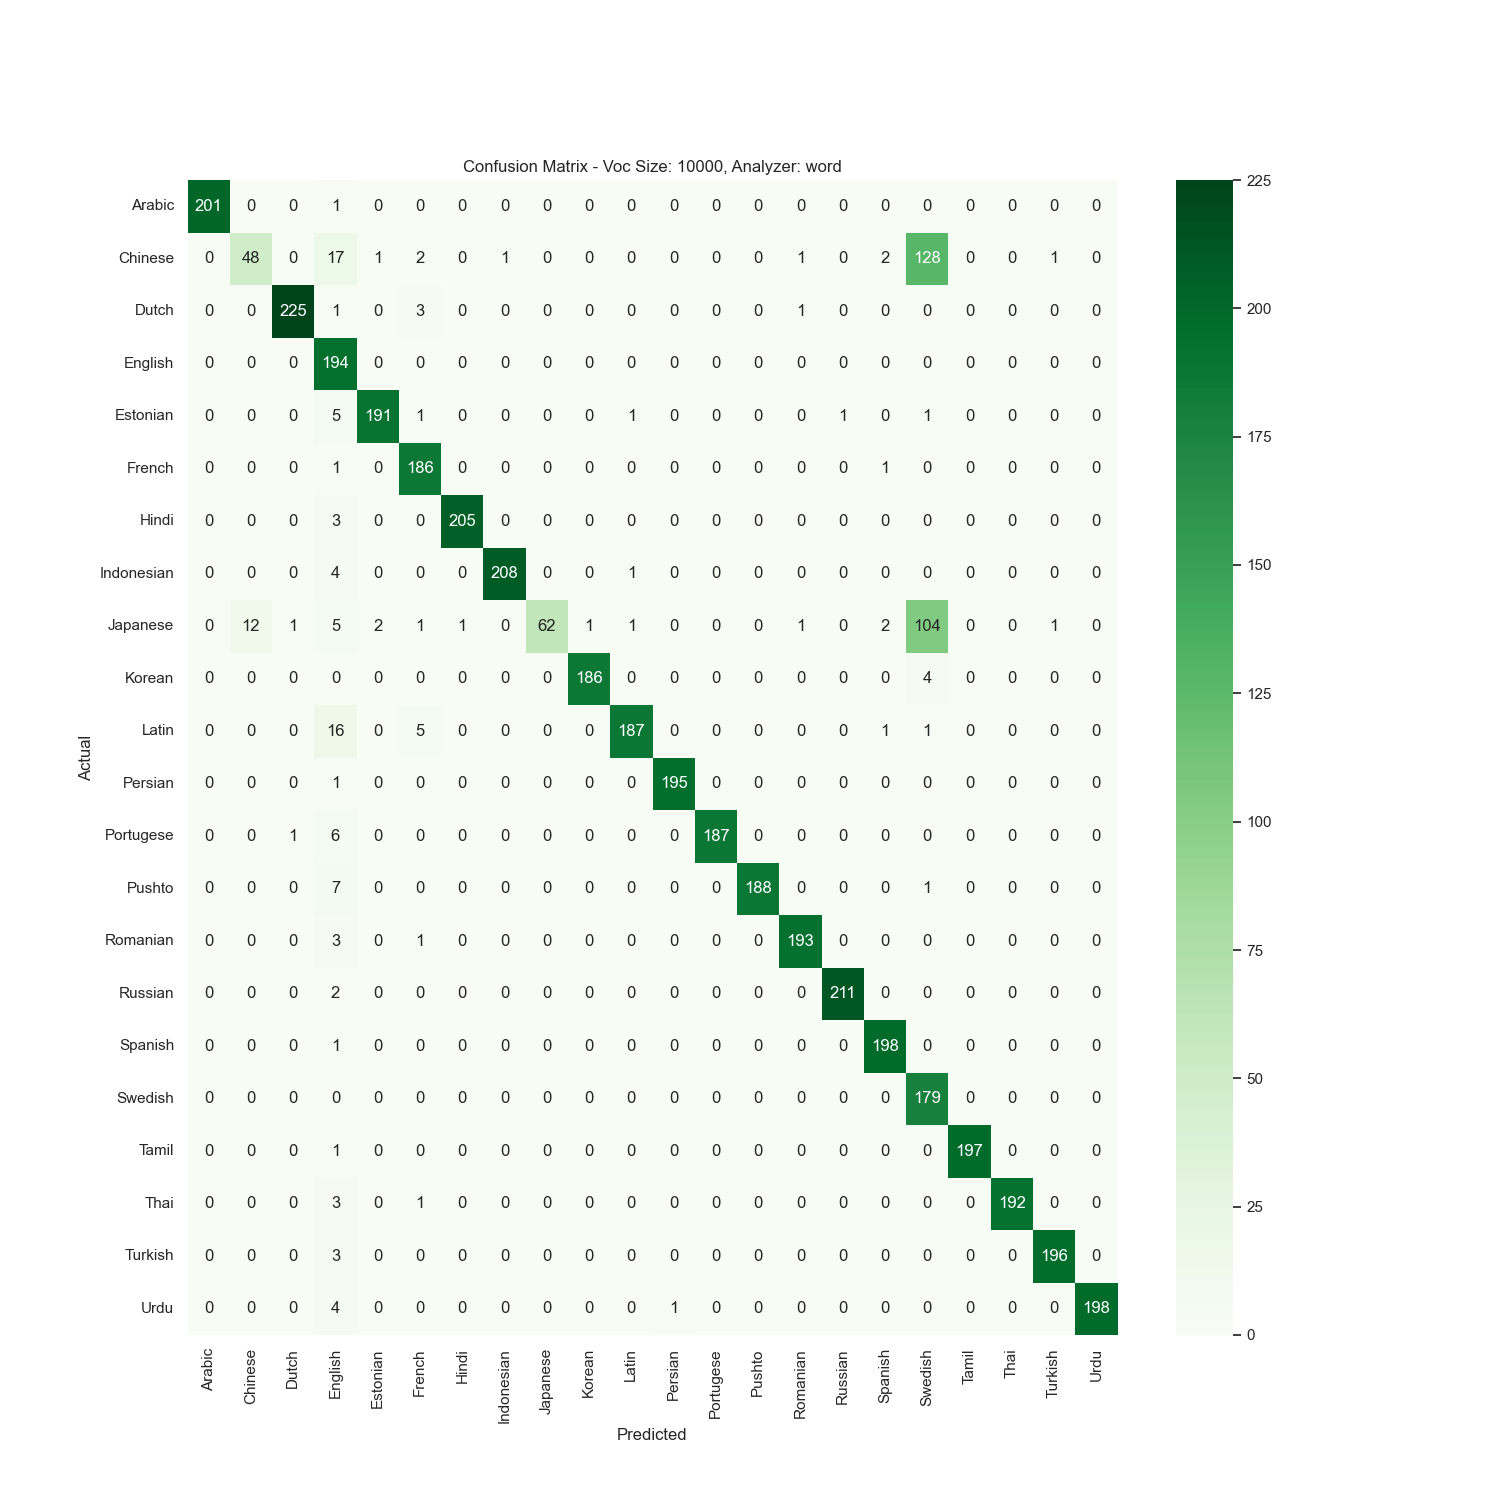 Confusion Matrix - Voc Size: 10000, Analyzer: word
Arabic 201 0 0 1 0 0 0 0 0 0 0 0 0 0 0 0 0 0 0 0 0 0
Chinese 0 48 0 17 1 2 0 1 0 0 0 0 0 0 1 0 2 128 0 0 1 0
Dutch 0 0 225 1 0 3 0 0 0 0 0 0 0 0 1 0 0 0 0 0 0 0
English 0 0 0 194 0 0 0 0 0 0 0 0 0 0 0 0 0 0 0 0 0 0
Estonian 0 0 0 5 191 1 0 0 0 0 1 0 0 0 0 1 0 1 0 0 0 0
French 0 0 0 1 0 186 0 0 0 0 0 0 0 0 0 0 1 0 0 0 0 0
Hindi 0 0 0 3 0 0 205 0 0 0 0 0 0 0 0 0 0 0 0 0 0 0
Indonesian 0 0 0 4 0 0 0 208 0 0 1 0 0 0 0 0 0 0 0 0 0 0
Japanese 0 12 1 5 2 1 1 0 62 1 1 0 0 0 1 0 2 104 0 0 1 0
Korean 0 0 0 0 0 0 0 0 0 186 0 0 0 0 0 0 0 4 0 0 0 0
Latin 0 0 0 16 0 5 0 0 0 0 187 0 0 0 0 0 1 1 0 0 0 0
Persian 0 0 0 1 0 0 0 0 0 0 0 195 0 0 0 0 0 0 0 0 0 0
Portugese 0 0 1 6 0 0 0 0 0 0 0 0 187 0 0 0 0 0 0 0 0 0
Pushto 0 0 0 7 0 0 0 0 0 0 0 0 0 188 0 0 0 1 0 0 0 0
Romanian 0 0 0 3 0 1 0 0 0 0 0 0 0 0 193 0 0 0 0 0 0 0
Russian 0 0 0 2 0 0 0 0 0 0 0 0 0 0 0 211 0 0 0 0 0 0
Spanish 0 0 0 1 0 0 0 0 0 0 0 0 0 0 0 0 198 0 0 0 0 0
Swedish 0 0 0 0 0 0 0 0 0 0 0 0 0 0 0 0 0 179 0 0 0 0
Tamil 0 0 0 1 0 0 0 0 0 0 0 0 0 0 0 0 0 0 197 0 0 0
Thai 0 0 0 3 0 1 0 0 0 0 0 0 0 0 0 0 0 0 0 192 0 0
Turkish 0 0 0 3 0 0 0 0 0 0 0 0 0 0 0 0 0 0 0 0 196 0
Urdu 0 0 0 4 0 0 0 0 0 0 0 1 0 0 0 0 0 0 0 0 0 198
Actual
Arabic Chinese Dutch English Estonian French Hindi Indonesian Japanese Korean Latin Persian Portugese Pushto Romanian Russian Spanish Swedish Tamil Thai Turkish Urdu
Predicted
225
200
175
150
125
100
75
50
25
0